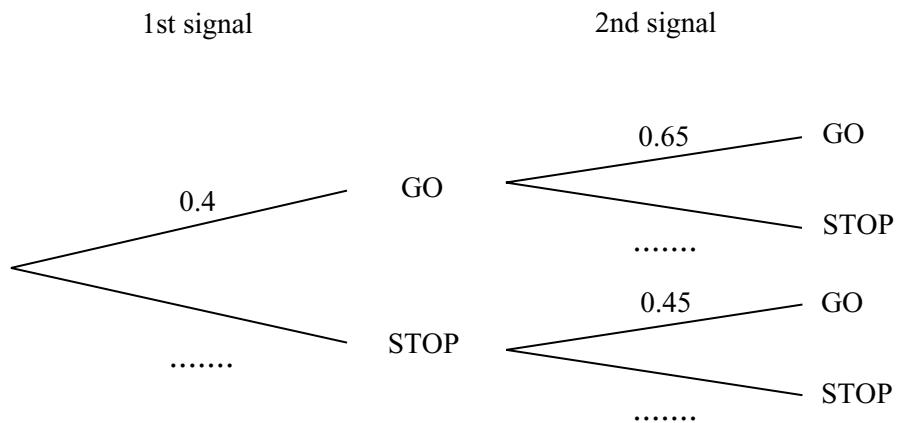 1st signal 2nd signal
0.65 GO
0.4 GO
STOP
.......
0.45 GO
STOP
.......
STOP
.......